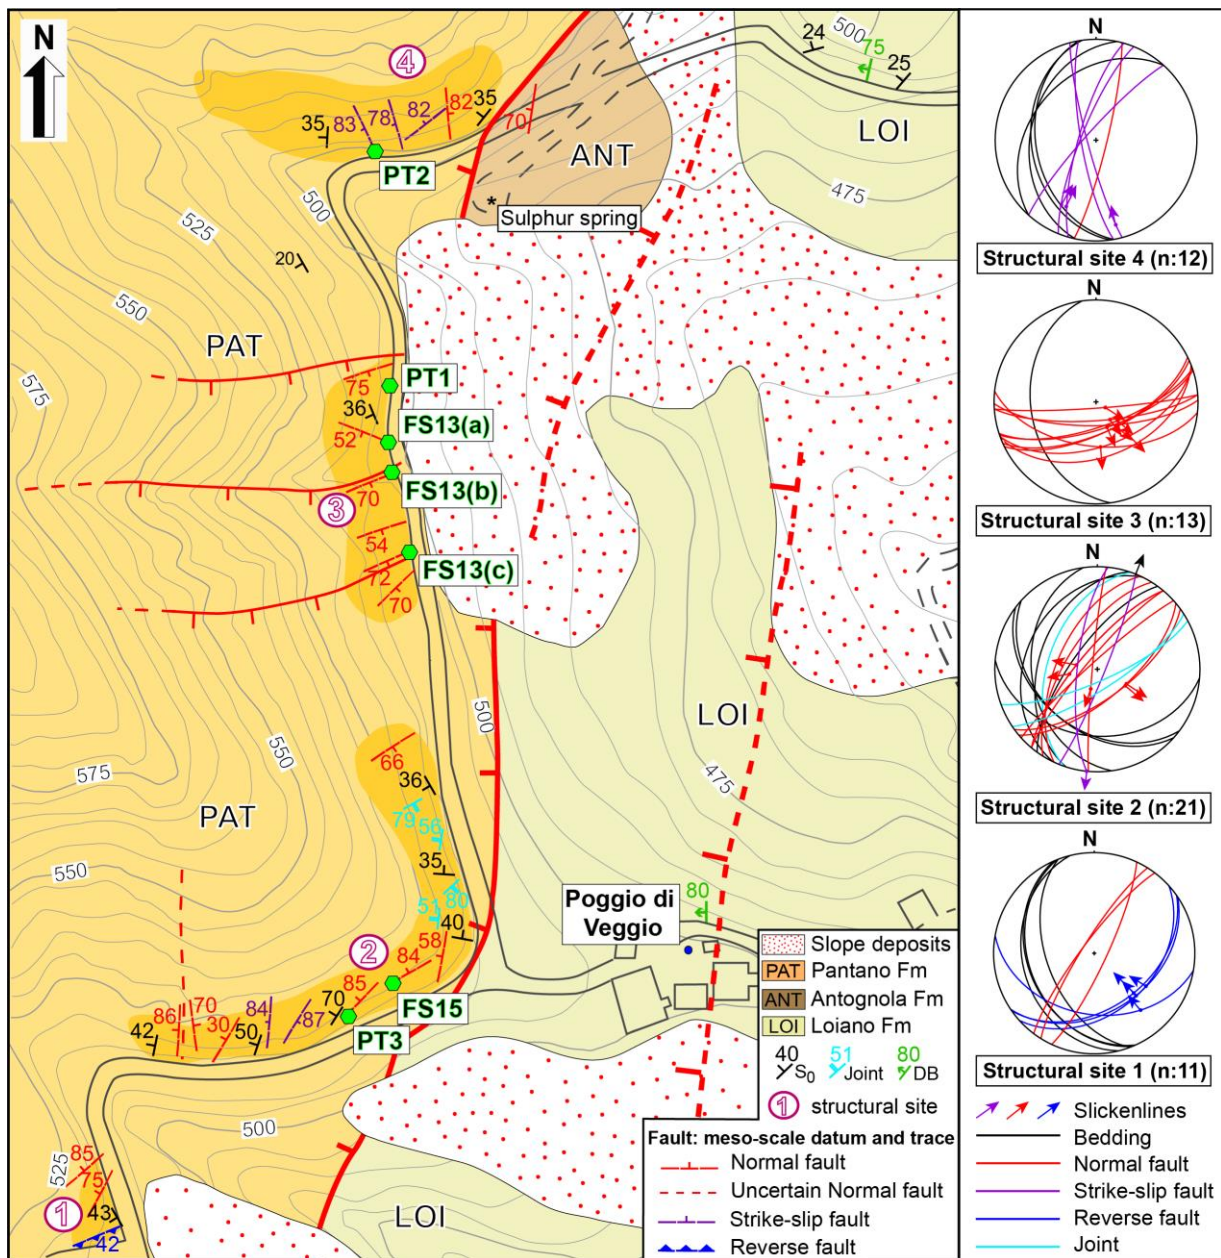 N
4
24
500
75
25
35
83
78
82
82
35
70
LOI
PT2
ANT
500
475
525
*
Sulphur spring
20
550
PAT
575
PT1
75
36
FS13(a)
52
70
FS13(b)
3
54
72
FS13(c)
70
500
LOI
66
36
550
475
575
79
56
PAT
35
550
80
51
40
80
Poggio di
Veggio
2
58
84
85
FS15
70
70
86
30
84
87
42
50
PT3
500
525
85
75
1
43
42
LOI
Slope deposits
PAT Pantano Fm
ANT Antognola Fm
LOI Loiano Fm
40 51 80
S0 Joint DB
1 structural site
Fault: meso-scale datum and trace
Normal fault
Uncertain Normal fault
Strike-slip fault
Reverse fault
N
Structural site 4 (n:12)
N
Structural site 3 (n:13)
N
Structural site 2 (n:21)
N
Structural site 1 (n:11)
Slickenlines
Bedding
Normal fault
Strike-slip fault
Reverse fault
Joint